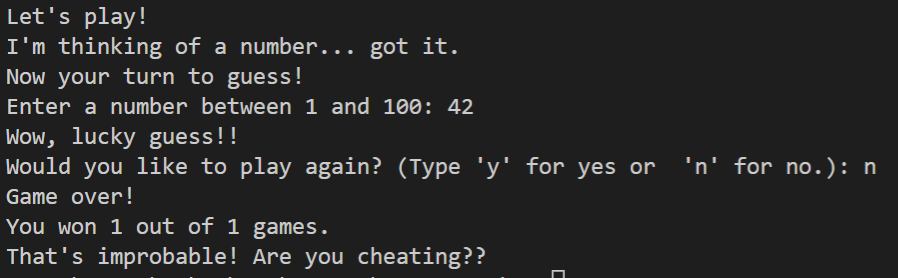 Let's play!
I'm thinking of a number... got it.
Now your turn to guess!
Enter a number between 1 and 100: 42
Wow, lucky guess!!
Would you like to play again? (Type 'y' for yes or  'n' for no.): n
Game over!
You won 1 out of 1 games.
That's improbable! Are you cheating??